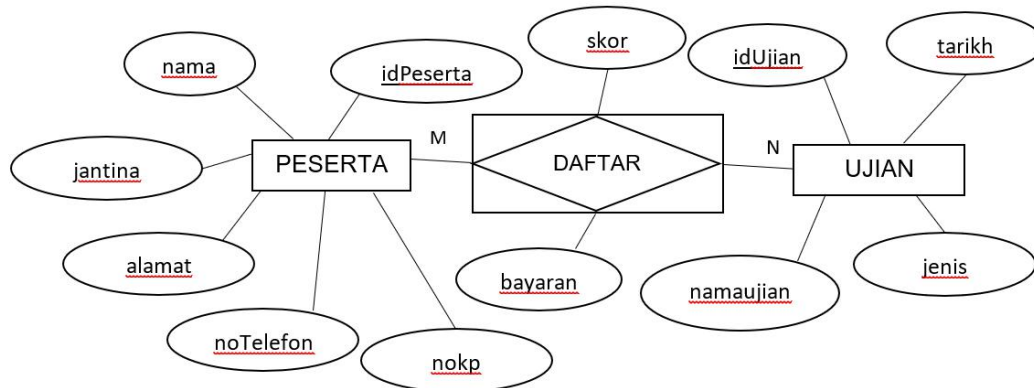 skor
idUjian
tarikh
nama
idPeserta
M
N
PESERTA
DAFTAR
UJIAN
jantina
alamat
bayaran
namaujian
jenis
noTelefon
nokp